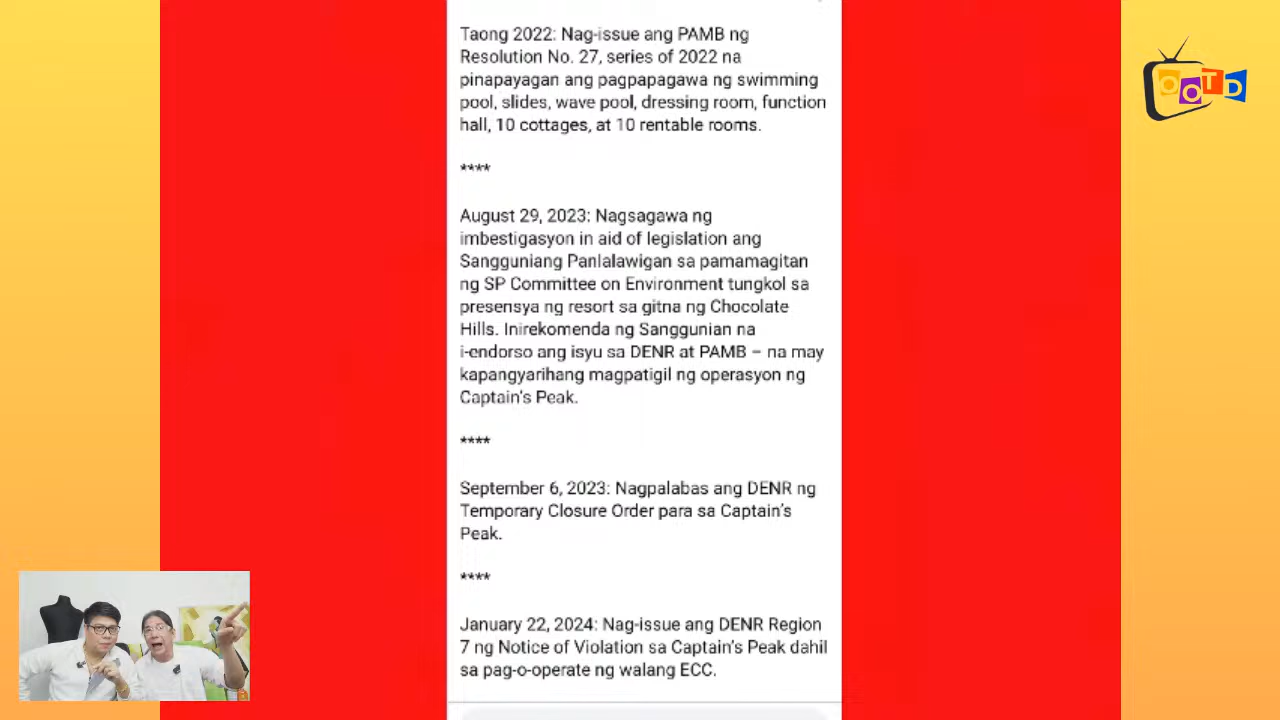 Taong 2022: Nag-issue ang PAMB ng
Resolution No. 27, series of 2022 na
pinapayagan ang pagpapagawa ng swimming
pool, slides, wave pool, dressing room, function
hall, 10 cottages, at 10 rentable rooms.
****
August 29, 2023: Nagsagawa ng
imbestigasyon in aid of legislation ang
Sangguniang Panlalawigan sa pamamagitan
ng SP Committee on Environment tungkol sa
presensya ng resort sa gitna ng Chocolate
Hills. Inirekomenda ng Sanggunian na
i-endorso ang isyu sa DENR at PAMB – na may
kapangyarihang magpatigil ng operasyon ng
Captain's Peak.
****
September 6, 2023: Nagpalabas ang DENR ng
Temporary Closure Order para sa Captain's
Peak.
****
January 22, 2024: Nag-issue ang DENR Region
7 ng Notice of Violation sa Captain's Peak dahil
sa pag-o-operate ng walang ECC.
OOTD